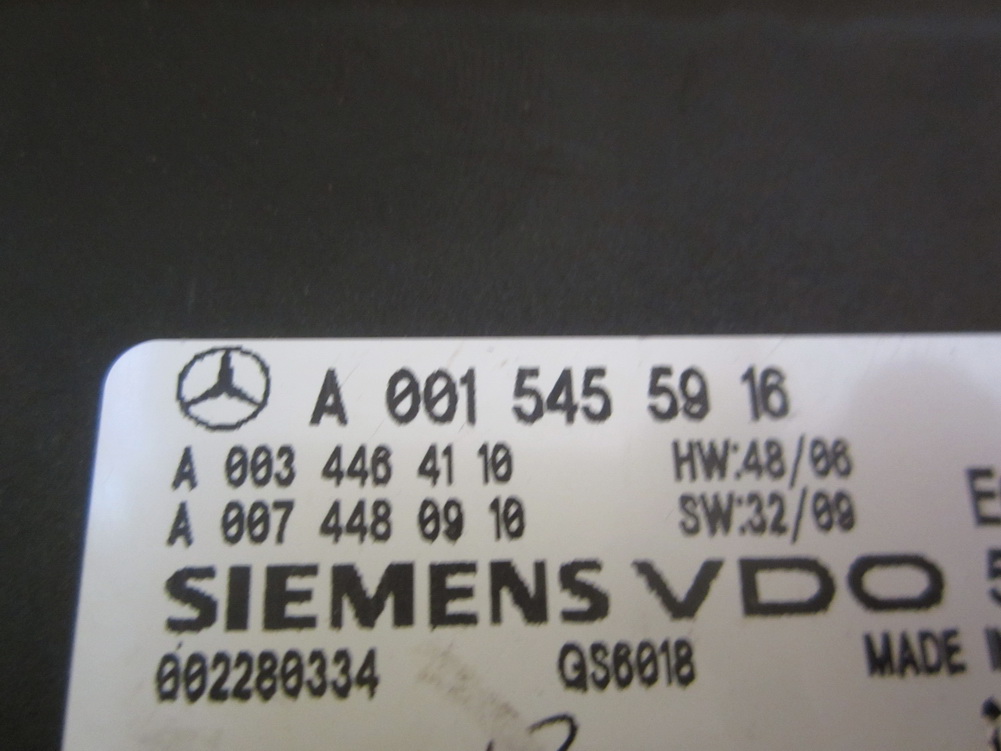 A 001 545 59 16
A 003 446 41 10 HW:48/06
A 007 448 09 10 SW:32/09
SIEMENS VDO
002280334 QS6018 MADE